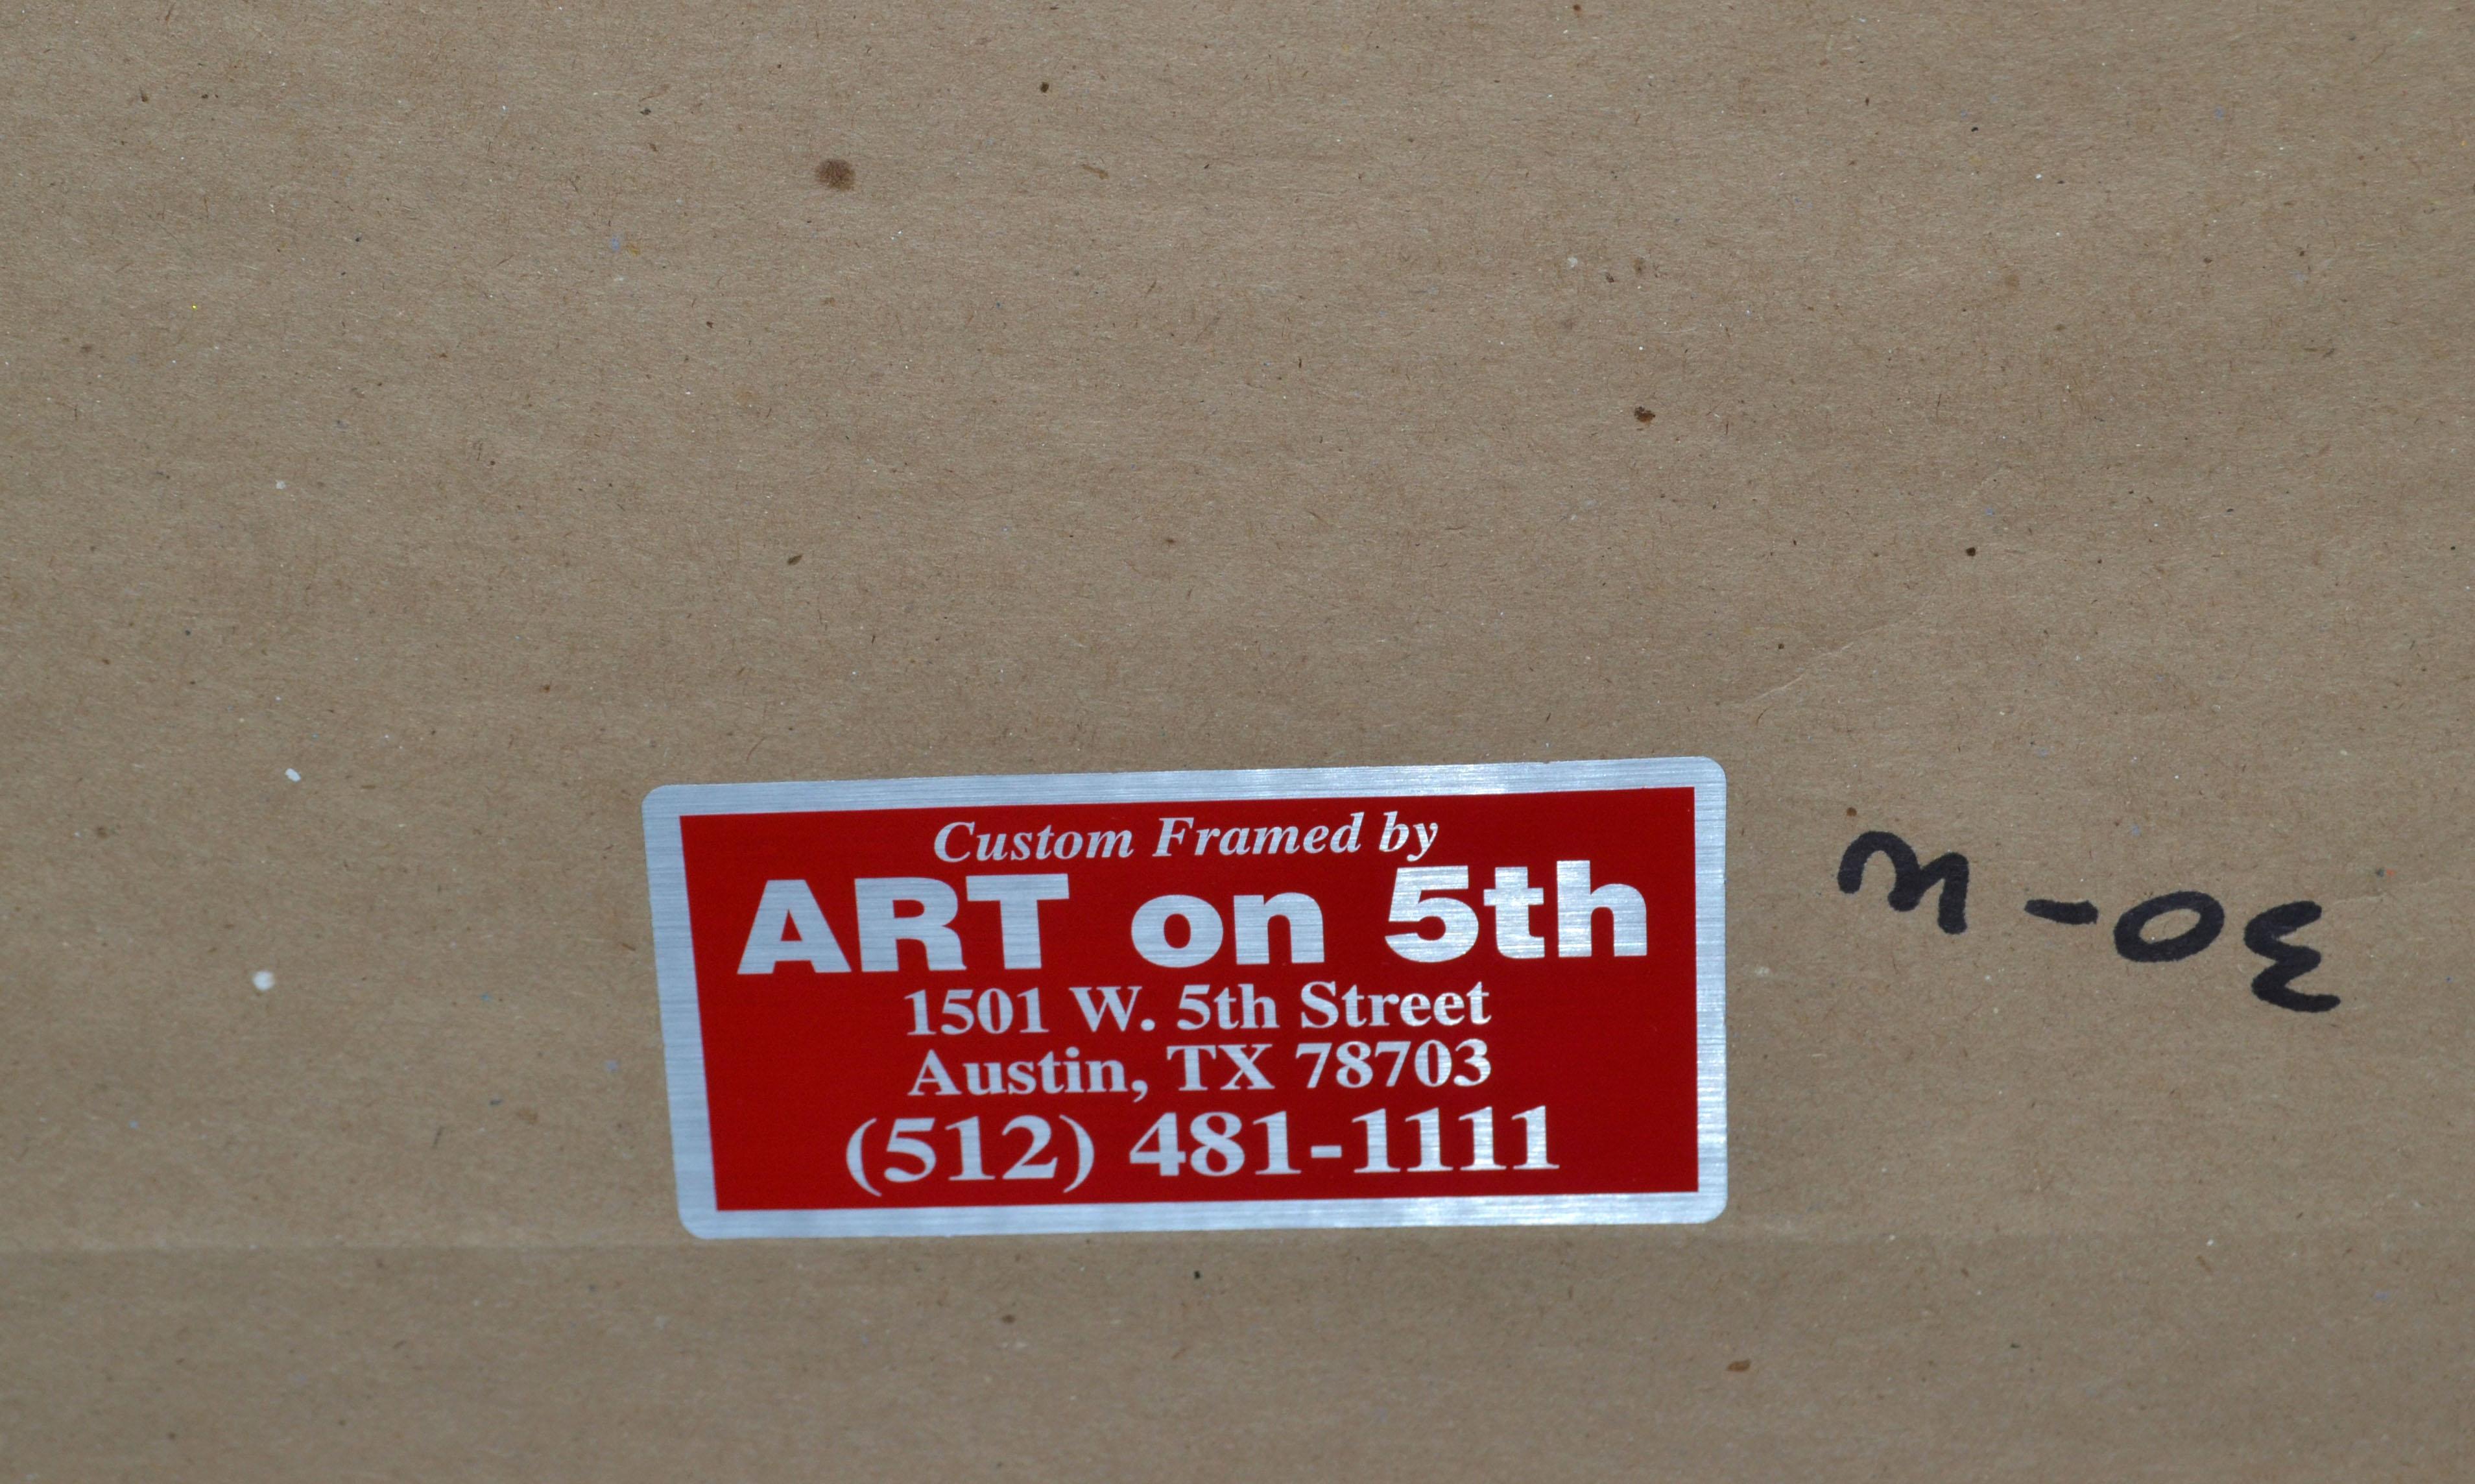 Custom Framed by
ART on 5th
1501 W. 5th Street
Austin, TX 78703
(512) 481-1111